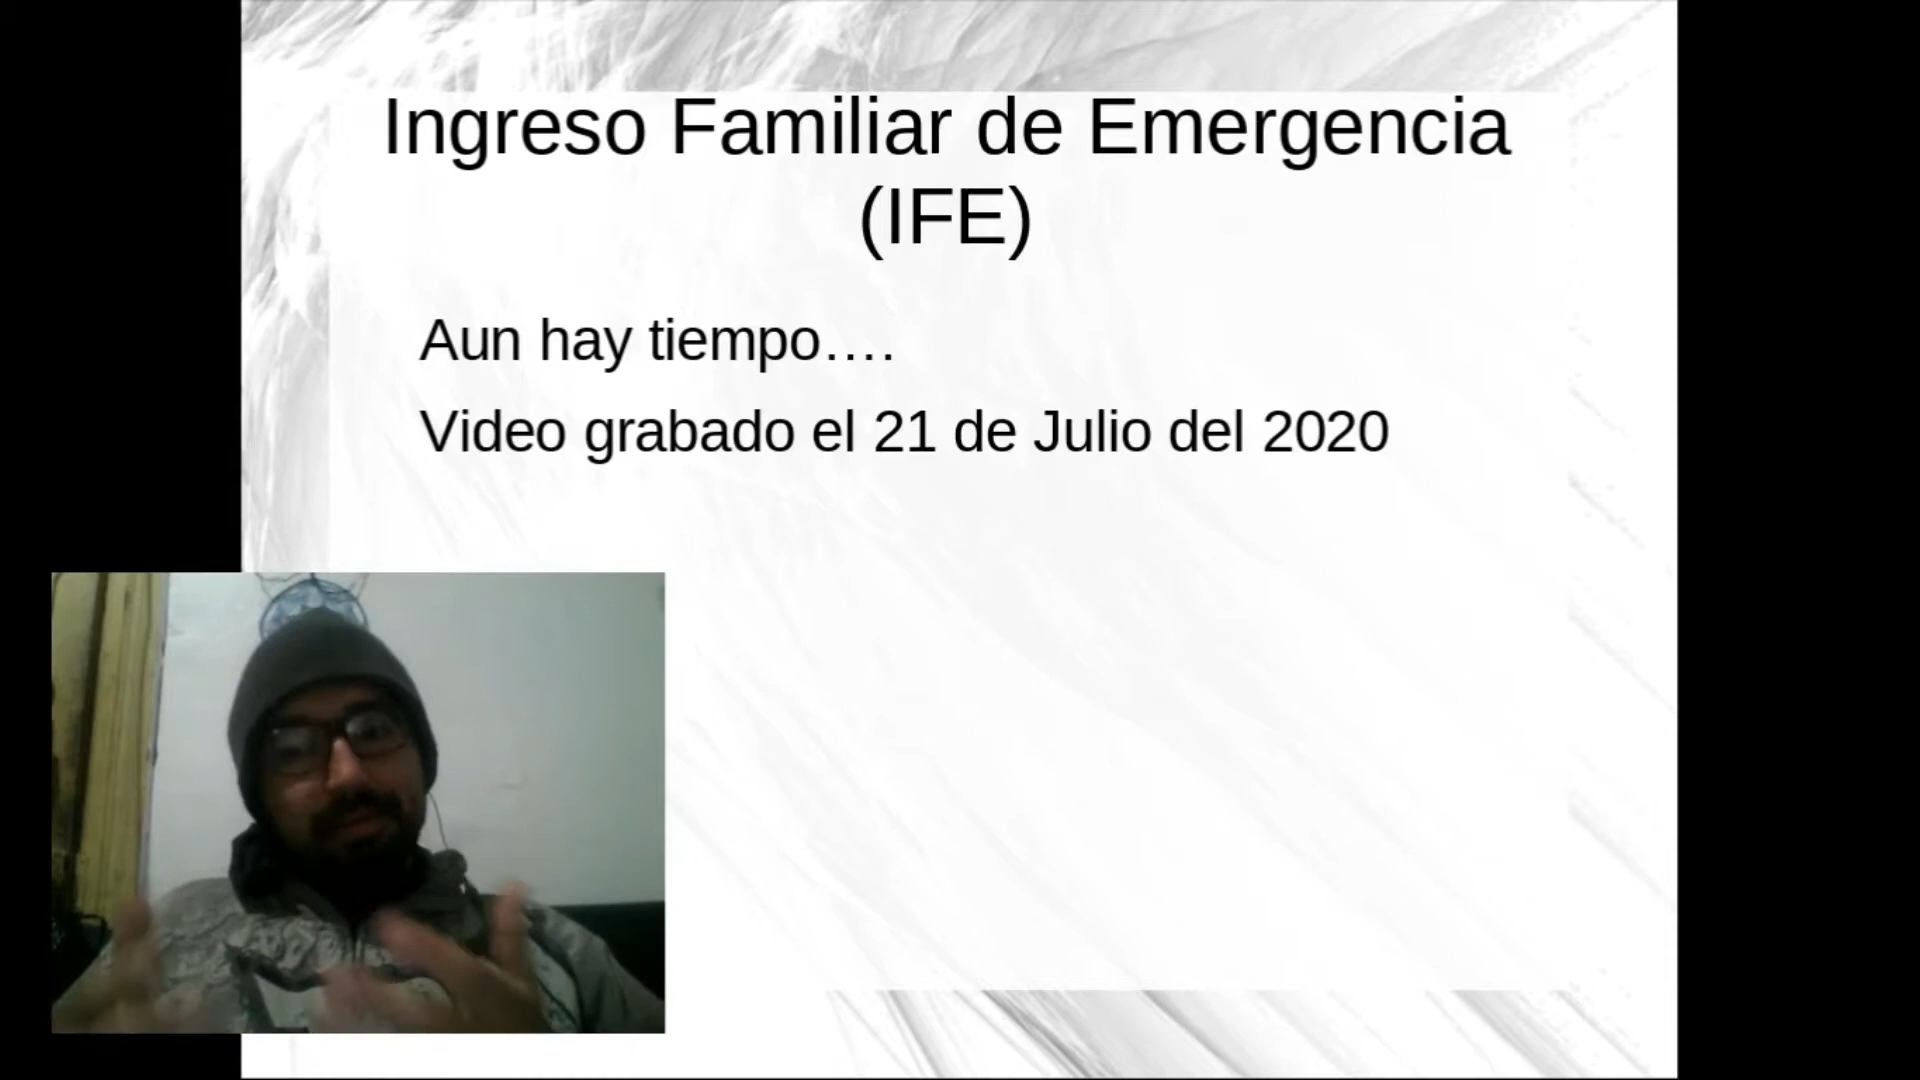 Ingreso Familiar de Emergencia
(IFE)
Aun hay tiempo….
Video grabado el 21 de Julio del 2020